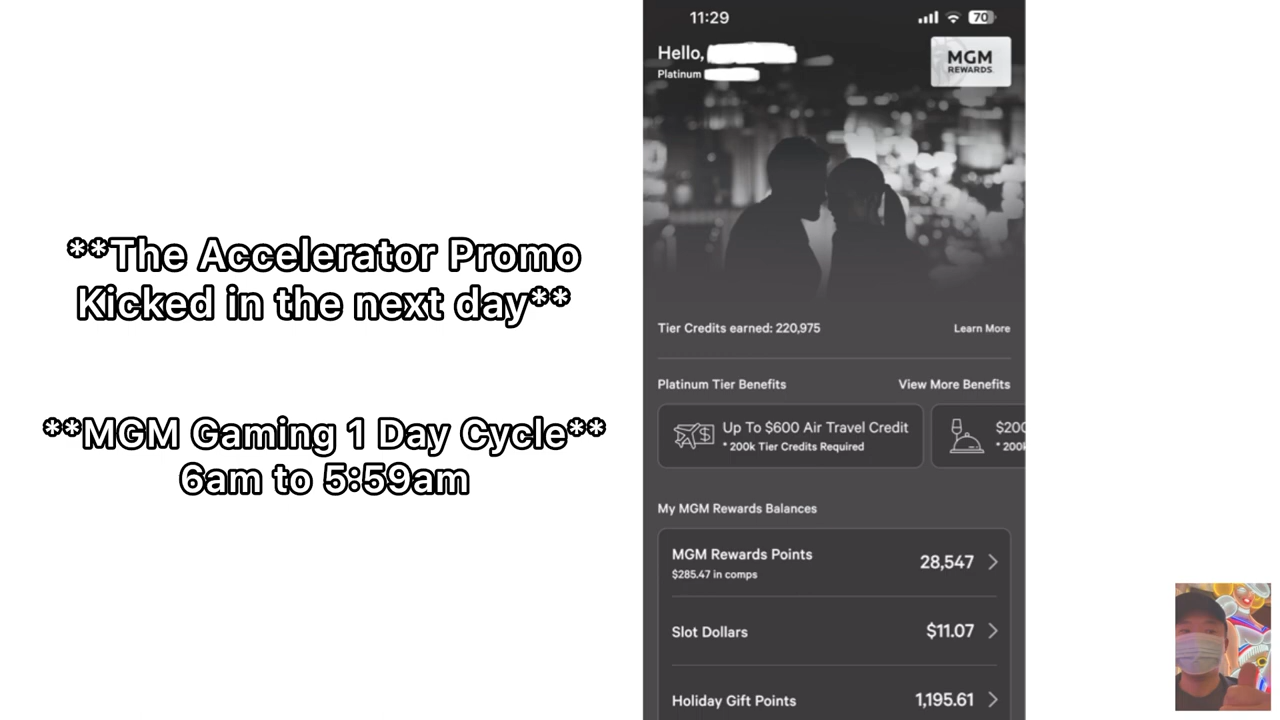 **The Accelerator Promo
Kicked in the next day**
**MGM Gaming 1 Day Cycle**
6am to 5:59am
11:29
70
Hello,
Platinum
MGM
REWARDS
Tier Credits earned: 220,975
Learn More
Platinum Tier Benefits
View More Benefits
Up To $600 Air Travel Credit
* 200k Tier Credits Required
$200
* 200k
My MGM Rewards Balances
MGM Rewards Points
28,547
$285.47 in comps
Slot Dollars
$11.07
Holiday Gift Points
1,195.61